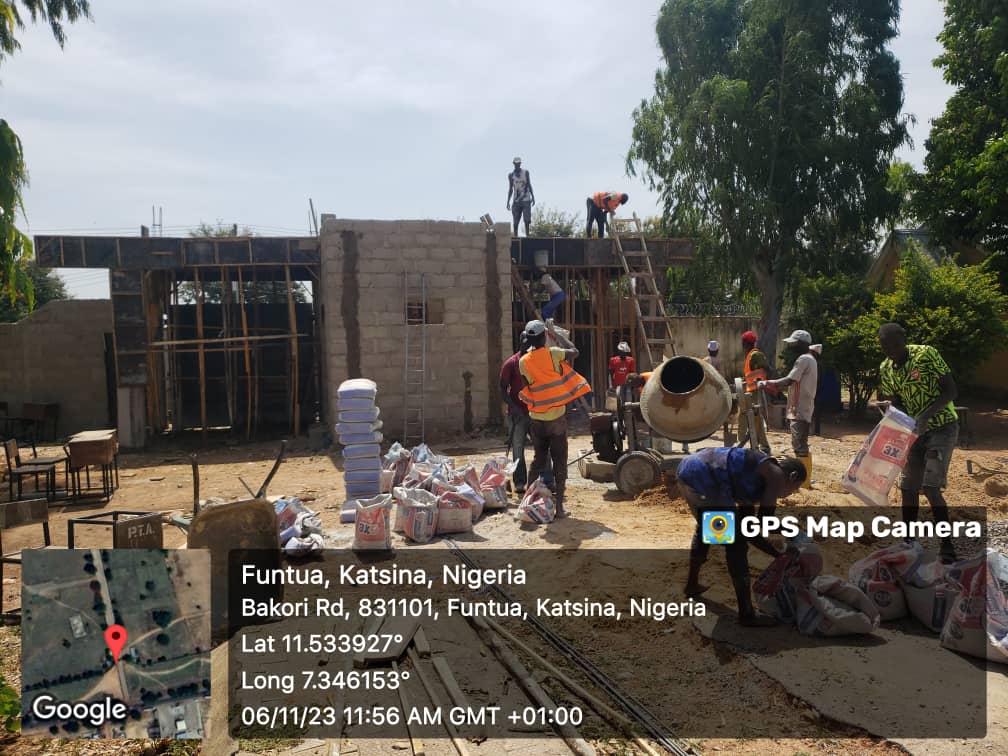 P.T.A
GPS Map Camera
Google
Funtua, Katsina, Nigeria
Bakori Rd, 831101, Funtua, Katsina, Nigeria
Lat 11.533927°
Long 7.346153°
06/11/23 11:56 AM GMT +01:00